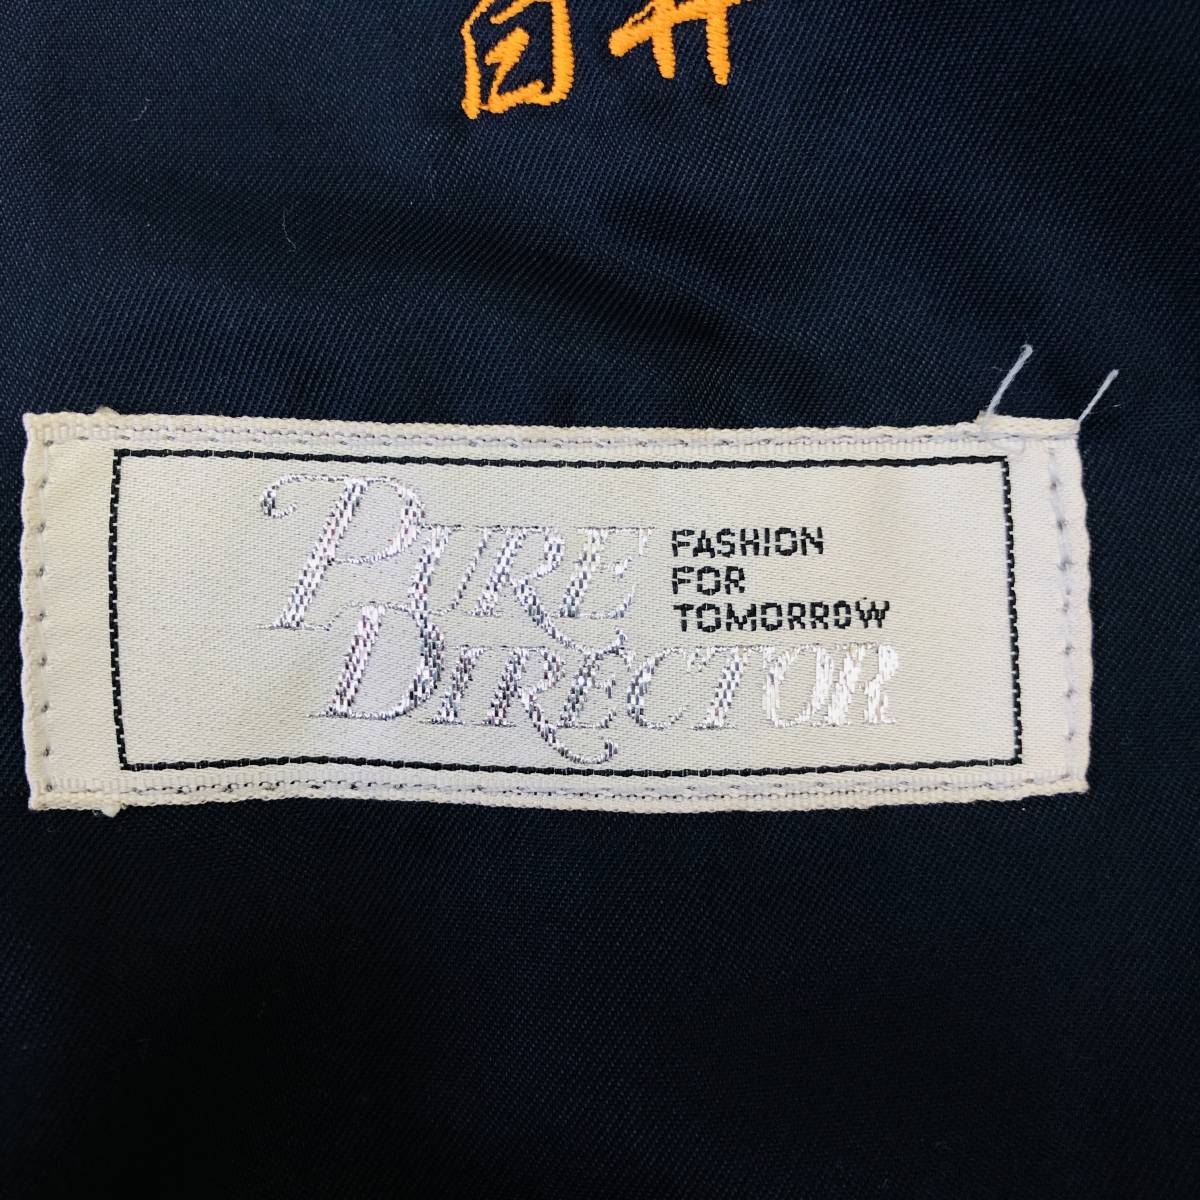 PURE
DIRECTOR
FASHION
FOR
TOMORROW